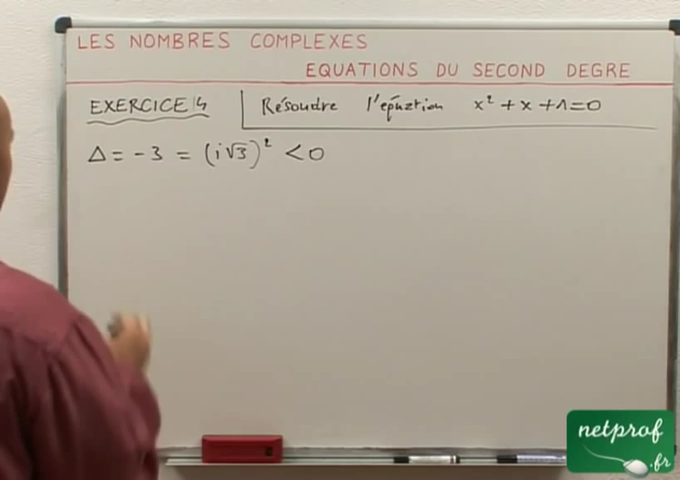 LES NOMBRES COMPLEXES
EQUATIONS DU SECOND DEGRE
EXERCICE 4 Résoudre l'équation x² + x + 1 = 0
Δ = -3 = (i√3)² < 0
netprof
.fr